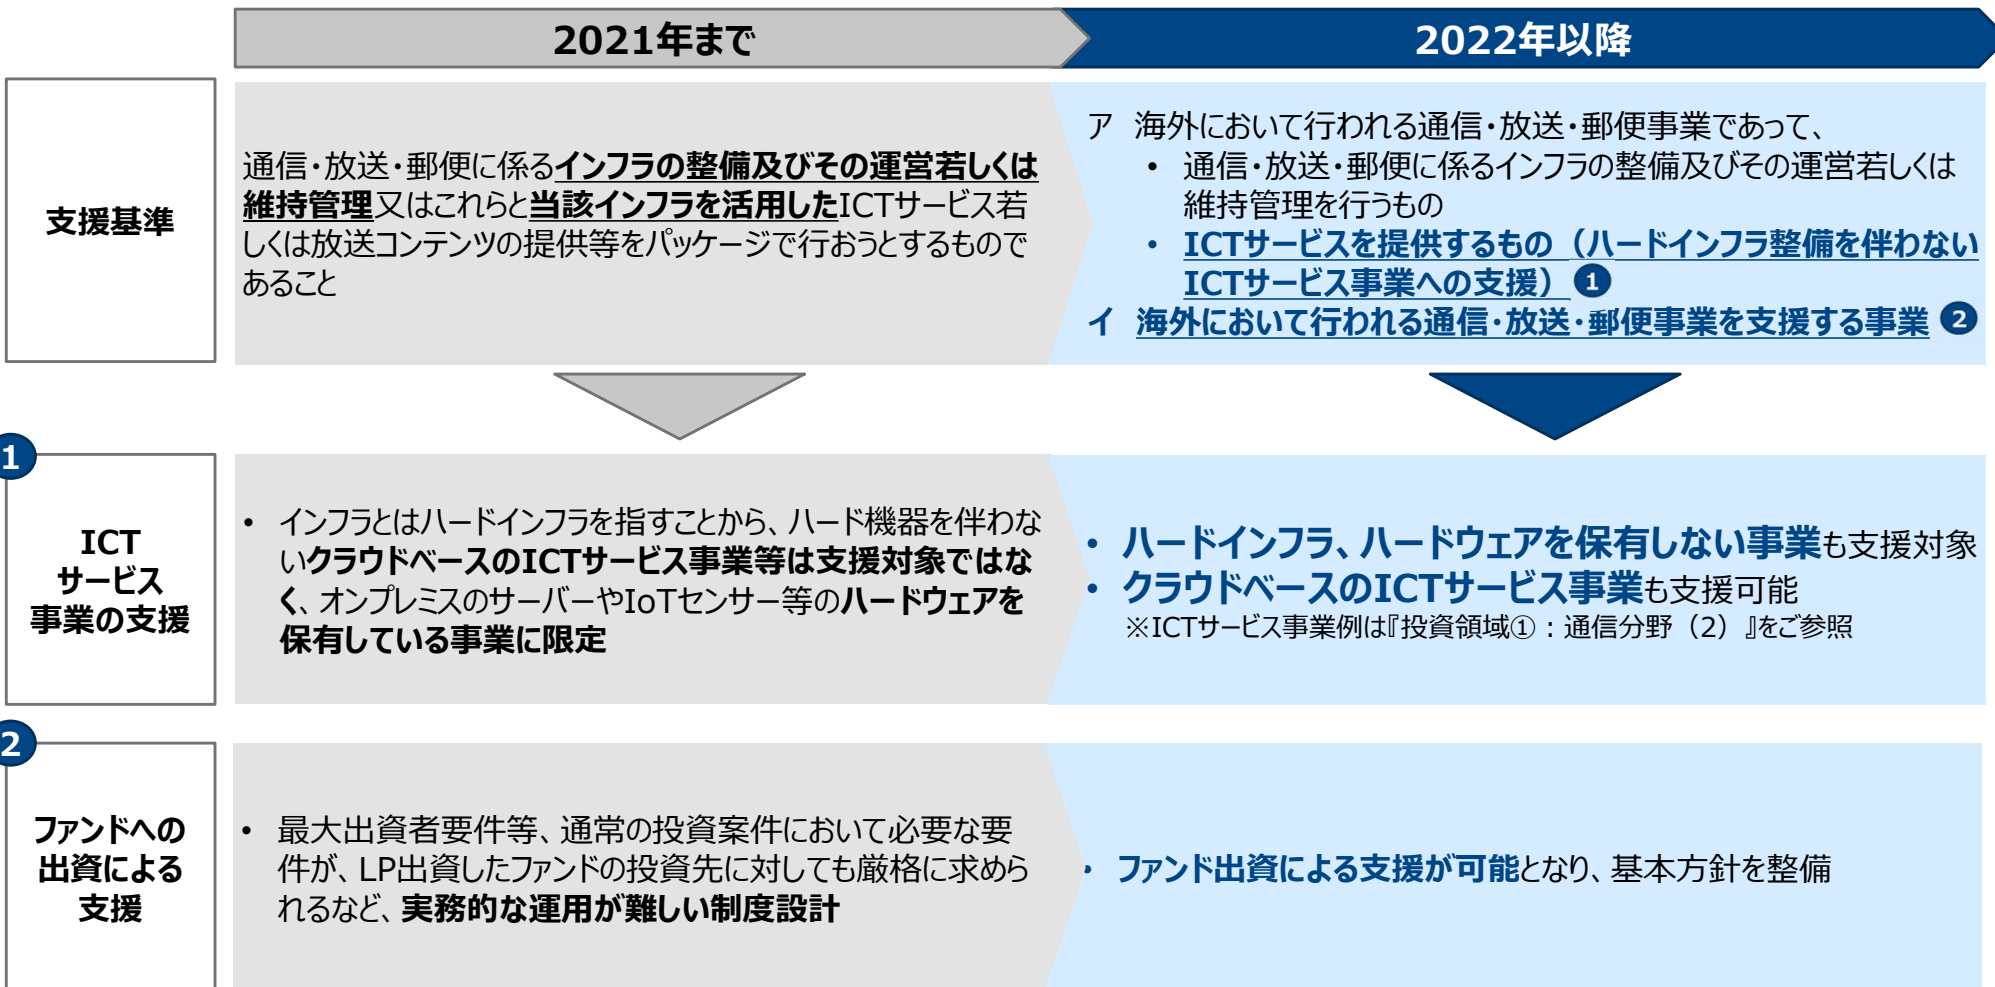 2021年まで
2022年以降
支援基準
通信・放送・郵便に係るインフラの整備及びその運営若しくは
維持管理又はこれらと当該インフラを活用したICTサービス若
しくは放送コンテンツの提供等をパッケージで行おうとするもので
あること
ア 海外において行われる通信・放送・郵便事業であって、
• 通信・放送・郵便に係るインフラの整備及びその運営若しくは
維持管理を行うもの
• ICTサービスを提供するもの（ハードインフラ整備を伴わない
ICTサービス事業への支援） 1
イ 海外において行われる通信・放送・郵便事業を支援する事業 2
1
ICT
サービス
事業の支援
• インフラとはハードインフラを指すことから、ハード機器を伴わな
いクラウドベースのICTサービス事業等は支援対象ではな
く、オンプレミスのサーバーやIoTセンサー等のハードウェアを
保有している事業に限定
• ハードインフラ、ハードウェアを保有しない事業も支援対象
• クラウドベースのICTサービス事業も支援可能
※ICTサービス事業例は『投資領域①：通信分野（2）』をご参照
2
ファンドへの
出資による
支援
• 最大出資者要件等、通常の投資案件において必要な要
件が、LP出資したファンドの投資先に対しても厳格に求めら
れるなど、実務的な運用が難しい制度設計
• ファンド出資による支援が可能となり、基本方針を整備